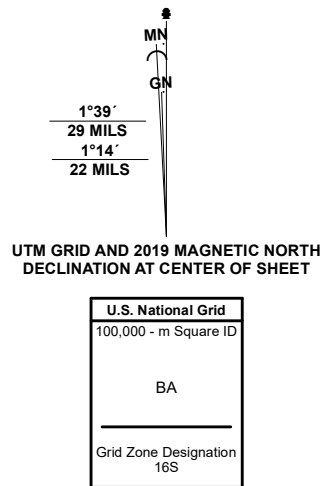 MN
GN
1°39´
29 MILS
1°14´
22 MILS
UTM GRID AND 2019 MAGNETIC NORTH
DECLINATION AT CENTER OF SHEET
U.S. National Grid
100,000 - m Square ID
BA
Grid Zone Designation
16S